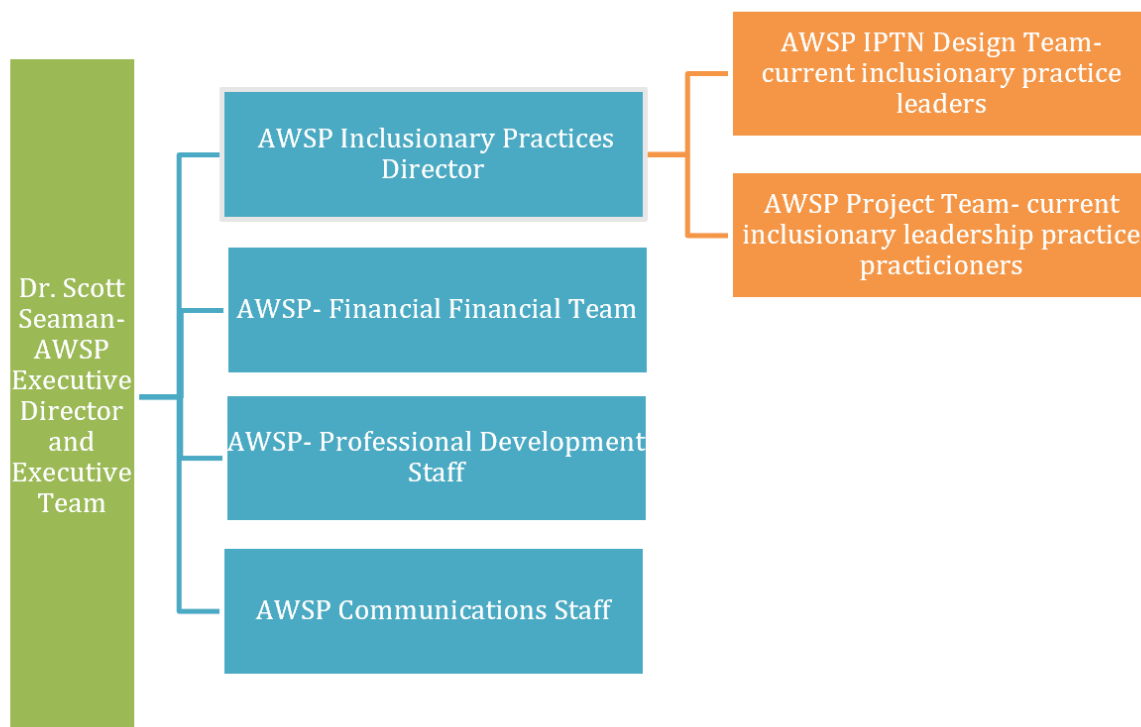 Dr. Scott
Seaman-
AWSP
Executive
Director
and
Executive
Team
AWSP Inclusionary Practices
Director
AWSP- Financial Financial Team
AWSP- Professional Development
Staff
AWSP Communications Staff
AWSP IPTN Design Team-
current inclusionary practice
leaders
AWSP Project Team- current
inclusionary leadership practice
practicioners